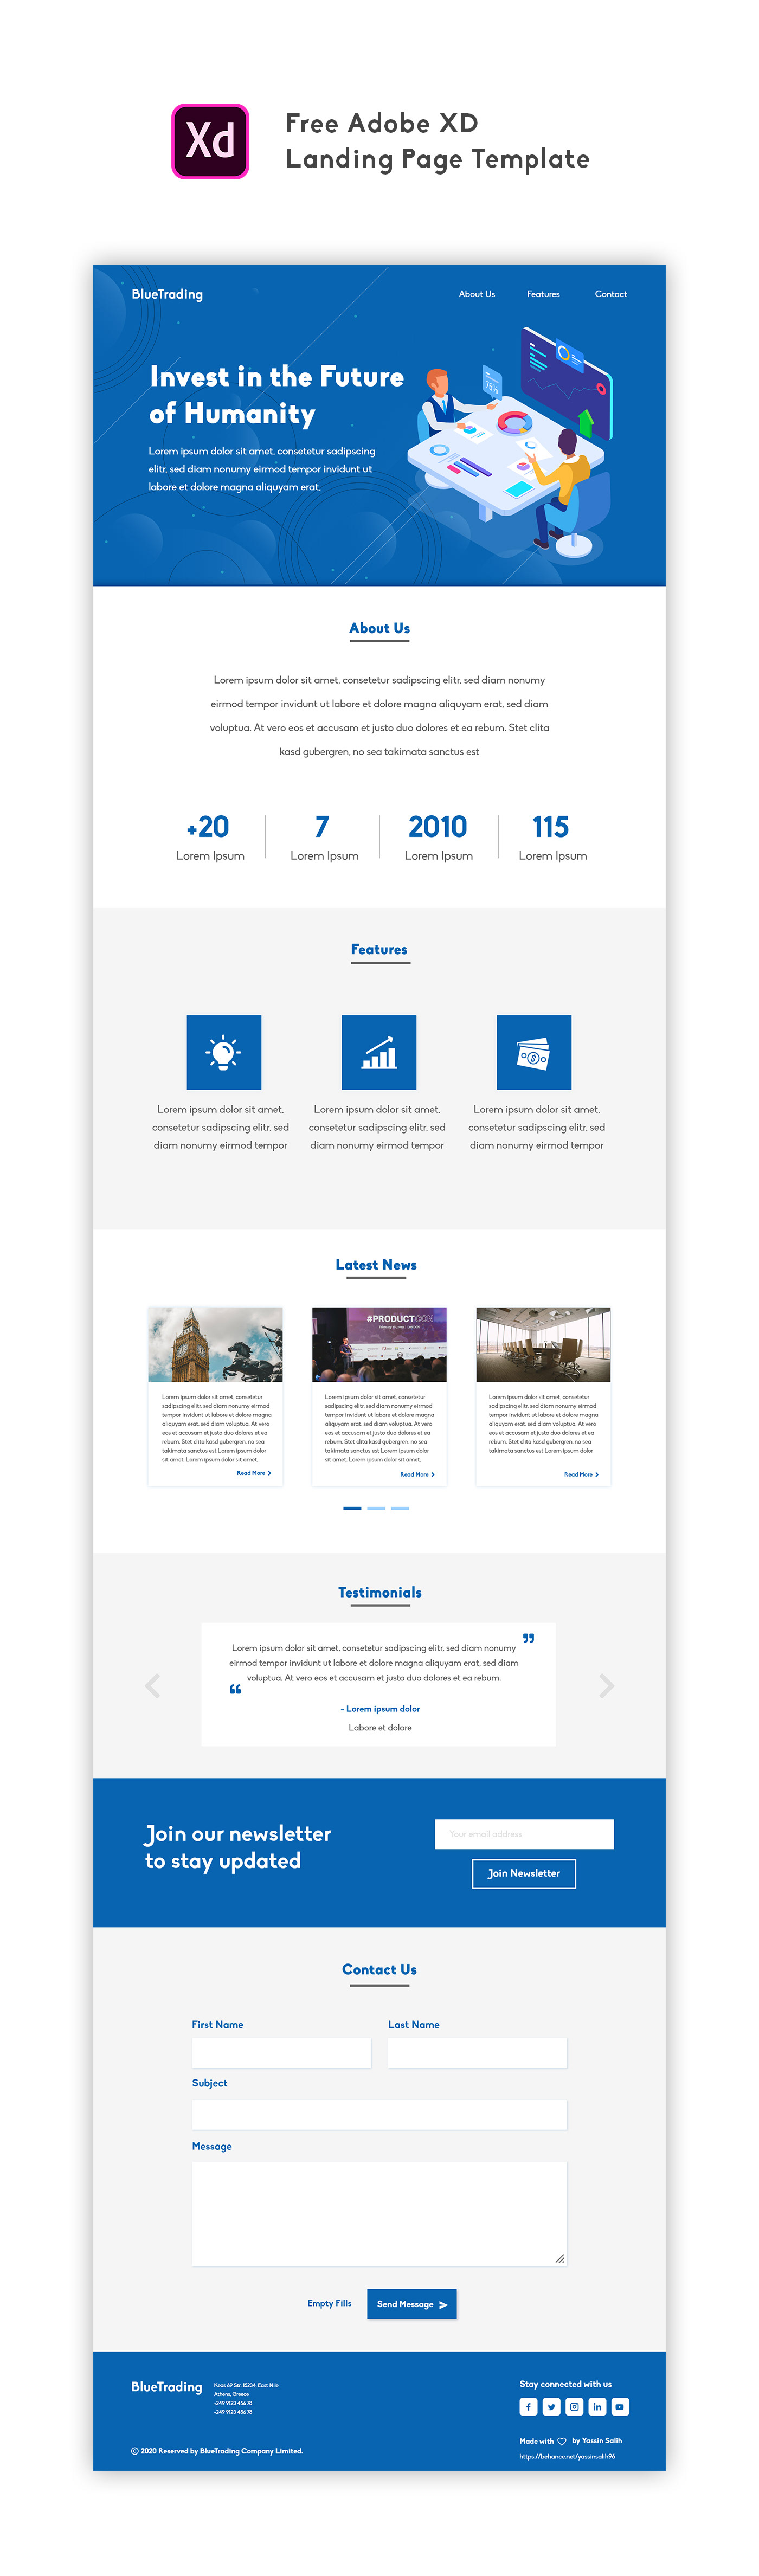 Xd
Free Adobe XD
Landing Page Template
BlueTrading
About Us
Features
Contact
Invest in the Future
of Humanity
Lorem ipsum dolor sit amet, consetetur sadipscing
elitr, sed diam nonumy eirmod tempor invidunt ut
labore et dolore magna aliquyam erat,
75%
About Us
Lorem ipsum dolor sit amet, consetetur sadipscing elitr, sed diam nonumy
eirmod tempor invidunt ut labore et dolore magna aliquyam erat, sed diam
voluptua. At vero eos et accusam et justo duo dolores et ea rebum. Stet clita
kasd gubergren, no sea takimata sanctus est
+20
Lorem Ipsum
7
Lorem Ipsum
2010
Lorem Ipsum
115
Lorem Ipsum
Features
Lorem ipsum dolor sit amet,
consetetur sadipscing elitr, sed
diam nonumy eirmod tempor
Lorem ipsum dolor sit amet,
consetetur sadipscing elitr, sed
diam nonumy eirmod tempor
Lorem ipsum dolor sit amet,
consetetur sadipscing elitr, sed
diam nonumy eirmod tempor
Latest News
Lorem ipsum dolor sit amet, consetetur
sadipscing elitr, sed diam nonumy eirmod
tempor invidunt ut labore et dolore magna
aliquyam erat, sed diam voluptua. At vero
eos et accusam et justo duo dolores et ea
rebum. Stet clita kasd gubergren, no sea
takimata sanctus est Lorem ipsum dolor
sit amet. Lorem ipsum dolor sit amet,
Read More
#PRODUCTCON
Lorem ipsum dolor sit amet, consetetur
sadipscing elitr, sed diam nonumy eirmod
tempor invidunt ut labore et dolore magna
aliquyam erat, sed diam voluptua. At vero
eos et accusam et justo duo dolores et ea
rebum. Stet clita kasd gubergren, no sea
takimata sanctus est Lorem ipsum dolor
sit amet. Lorem ipsum dolor sit amet,
Read More
Lorem ipsum dolor sit amet, consetetur
sadipscing elitr, sed diam nonumy eirmod
tempor invidunt ut labore et dolore magna
aliquyam erat, sed diam voluptua. At vero
eos et accusam et justo duo dolores et ea
rebum. Stet clita kasd gubergren, no sea
takimata sanctus est Lorem ipsum dolor
Read More
Testimonials
Lorem ipsum dolor sit amet, consetetur sadipscing elitr, sed diam nonumy
eirmod tempor invidunt ut labore et dolore magna aliquyam erat, sed diam
voluptua. At vero eos et accusam et justo duo dolores et ea rebum.
- Lorem ipsum dolor
Labore et dolore
Join our newsletter
to stay updated
Your email address
Join Newsletter
Contact Us
First Name
Last Name
Subject
Message
Empty Fills
Send Message
BlueTrading
Keas 69 Str. 15234, East Nile
Athens, Greece
+249 9123 456 78
+249 9123 456 78
© 2020 Reserved by BlueTrading Company Limited.
Stay connected with us
Made with ♡ by Yassin Salih
https://behance.net/yassinsalih96